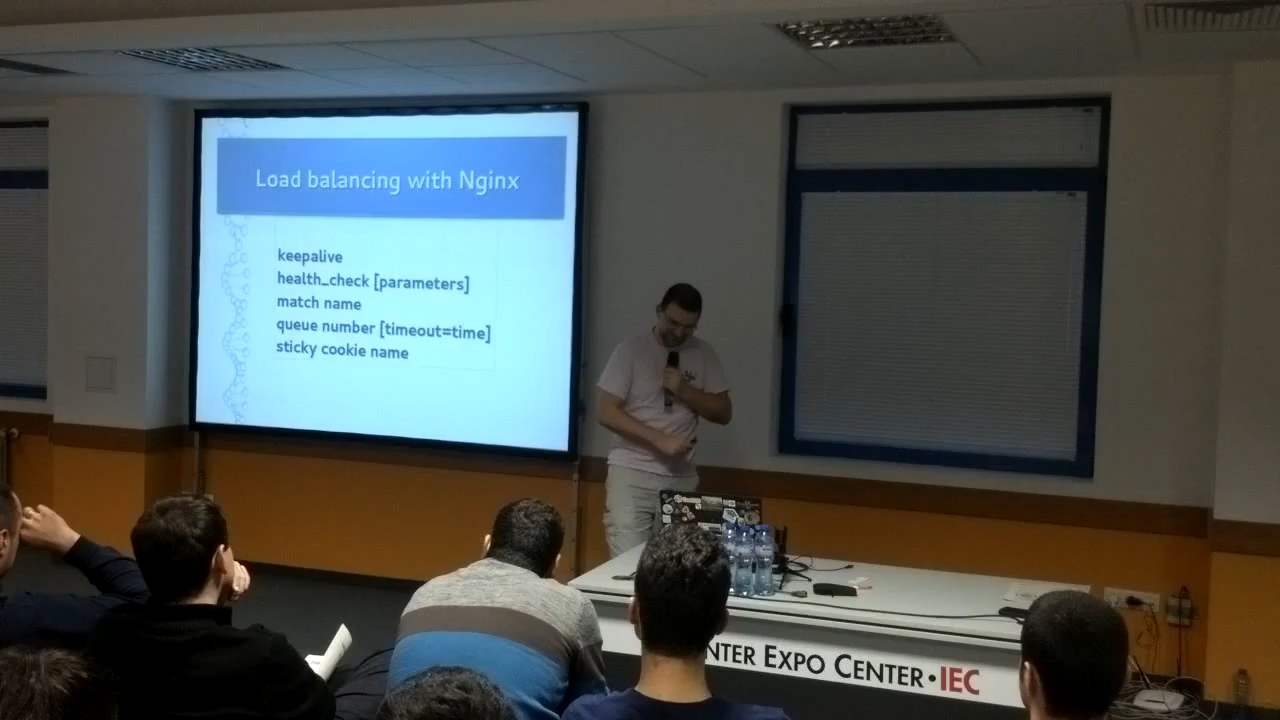 Load balancing with Nginx
keepalive
health_check [parameters]
match name
queue number [timeout=time]
sticky cookie name
NTER EXPO CENTER•IEC